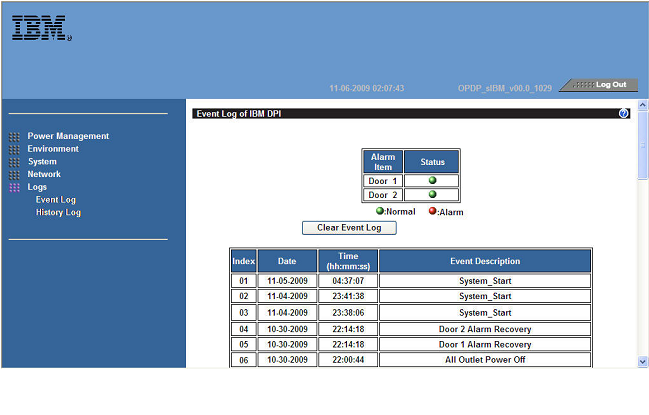 IBM®
11-06-2009 02:07:43 OPDP_sIBM_v00.0_1029 Log Out
Power Management
Environment
System
Network
Logs
Event Log
History Log
Event Log of IBM DPI ?
Alarm Item Status
Door 1
Door 2
:Normal :Alarm
Clear Event Log
Index Date Time (hh:mm:ss) Event Description
01 11-05-2009 04:37:07 System_Start
02 11-04-2009 23:41:38 System_Start
03 11-04-2009 23:38:06 System_Start
04 10-30-2009 22:14:18 Door 2 Alarm Recovery
05 10-30-2009 22:14:18 Door 1 Alarm Recovery
06 10-30-2009 22:00:44 All Outlet Power Off